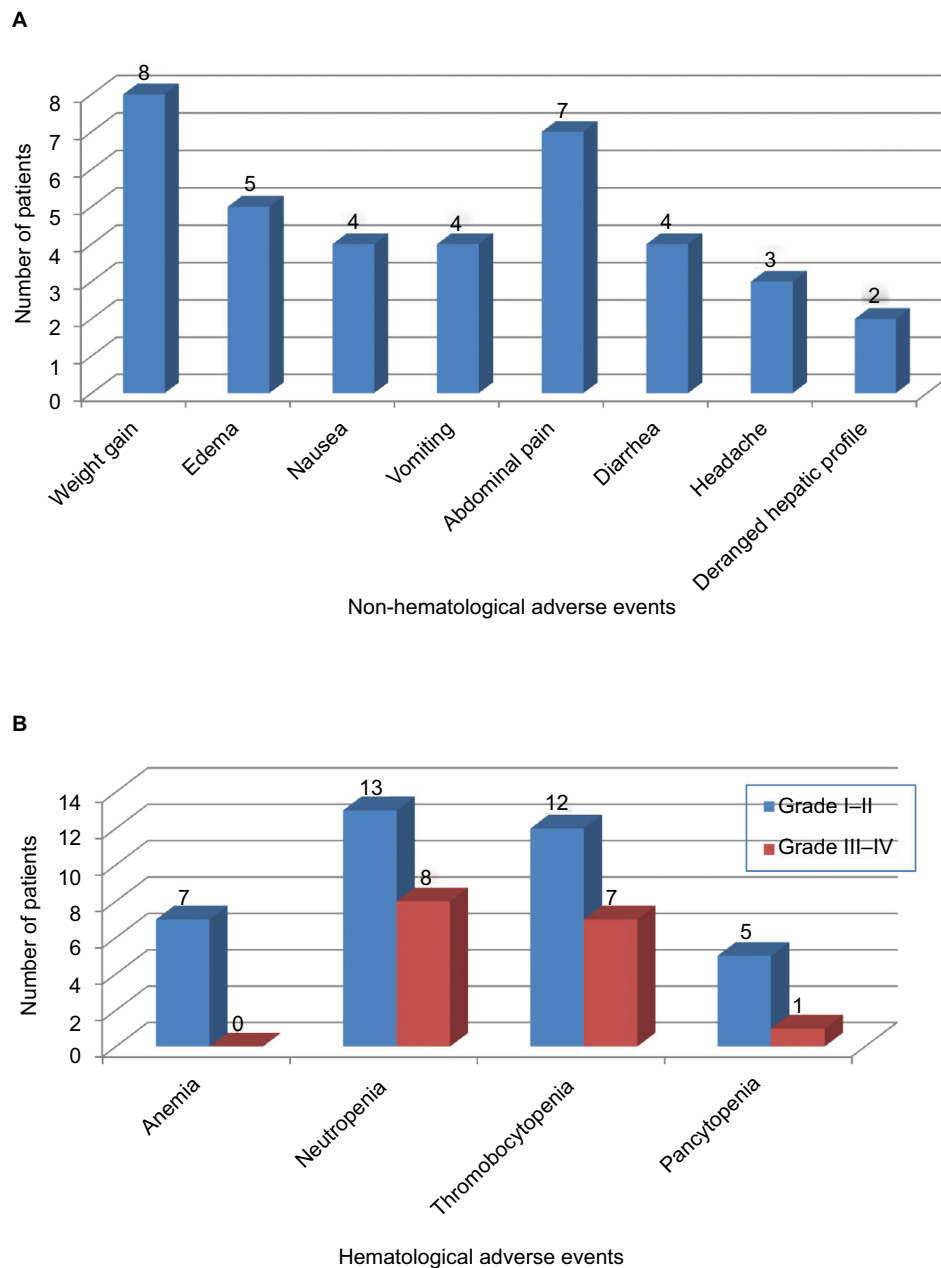 A
Number of patients
8
7
6
5
4
3
2
1
0
8
5
4
4
7
4
3
2
Weight gain
Edema
Nausea
Vomiting
Abdominal pain
Diarrhea
Headache
Deranged hepatic profile
Non-hematological adverse events
B
Number of patients
14
12
10
8
6
4
2
0
7
0
13
8
12
7
5
1
Grade I–II
Grade III–IV
Anemia
Neutropenia
Thromobocytopenia
Pancytopenia
Hematological adverse events